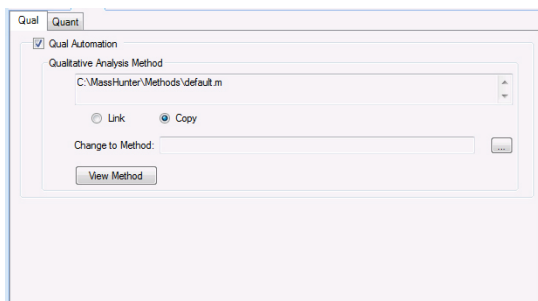 Qual Quant
Qual Automation
Qualitative Analysis Method
C:\MassHunter\Methods\default.m
Link Copy
Change to Method: ...
View Method